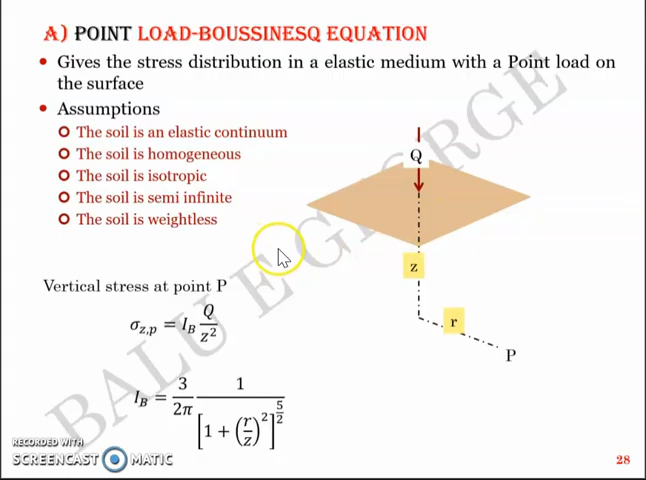 A) POINT LOAD-BOUSSINESQ EQUATION
• Gives the stress distribution in a elastic medium with a Point load on
the surface
• Assumptions
The soil is an elastic continuum
The soil is homogeneous
The soil is isotropic
The soil is semi infinite
The soil is weightless
Q
z
r
P
Vertical stress at point P
σ_{z,p} = I_B Q/z²
I_B = 3/2π 1/[1 + (r/z)²]^{5/2}
BALU E GEORGE
RECORDED WITH
SCREENCAST MATIC
28